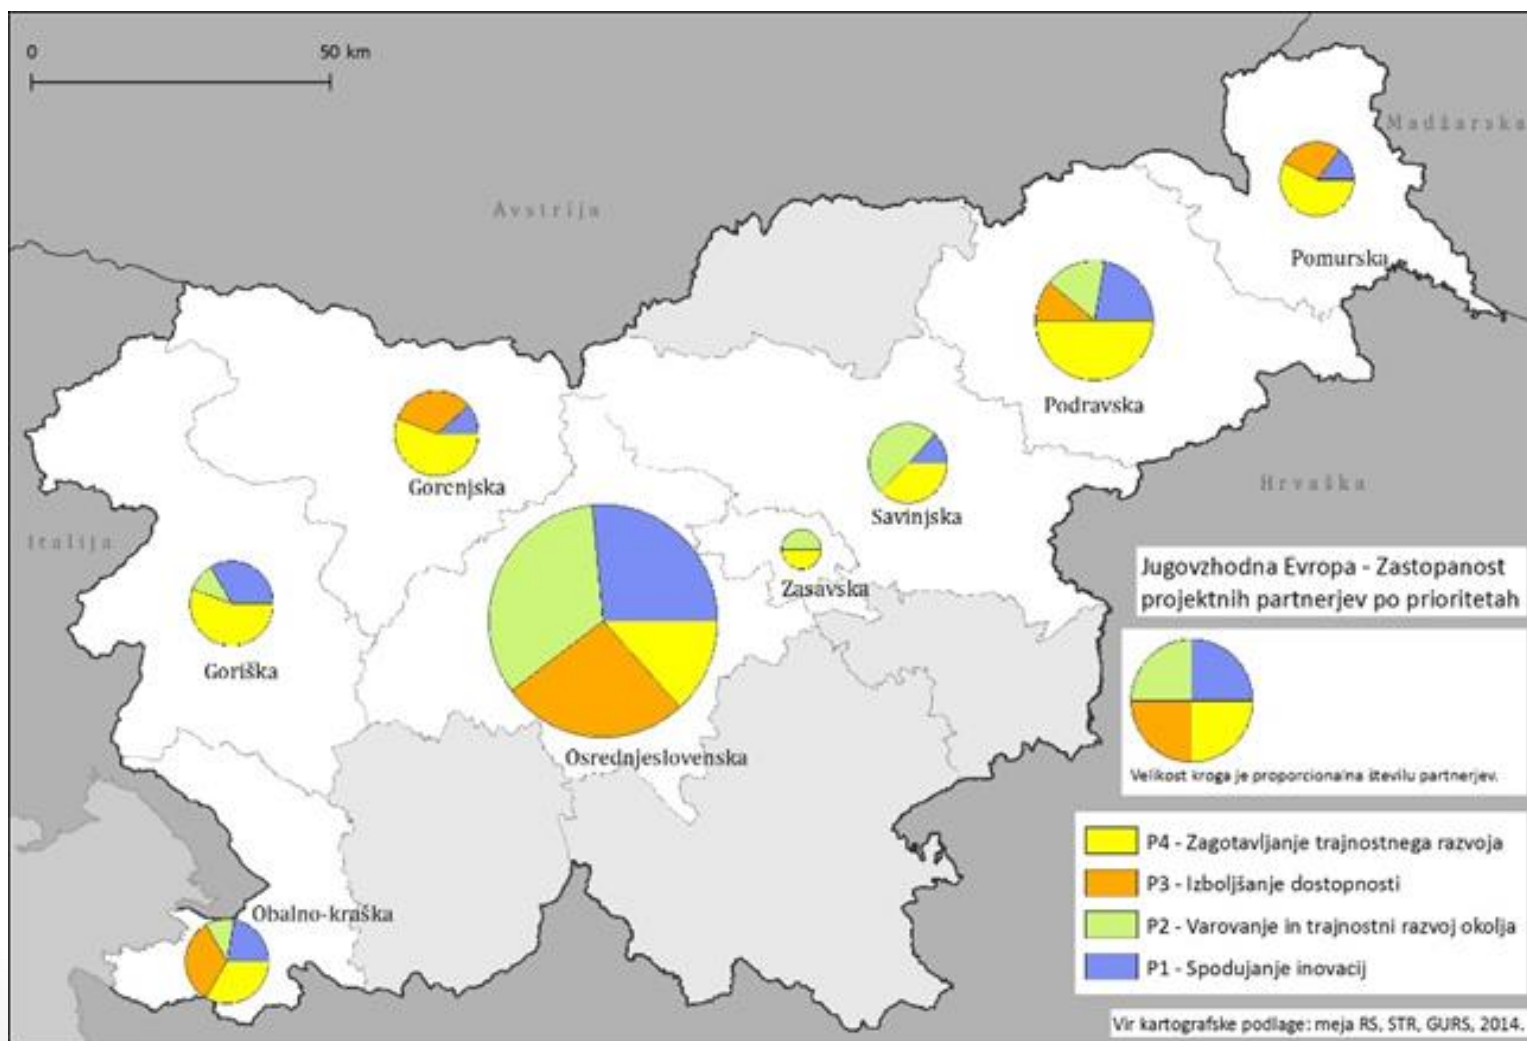 0 50 km
Madžarska
Avstrija
Pomurska
Podravska
Gorenjska
Savinjska
Hrvaška
Italija
Zasavska
Goriška
Osrednjeslovenska
Obalno-kraška
Jugovzhodna Evropa - Zastopanost
projektnih partnerjev po prioritetah
Velikost kroga je proporcionalna številu partnerjev.
P4 - Zagotavljanje trajnostnega razvoja
P3 - Izboljšanje dostopnosti
P2 - Varovanje in trajnostni razvoj okolja
P1 - Spodujanje inovacij
Vir kartografske podlage: meja RS, STR, GURS, 2014.